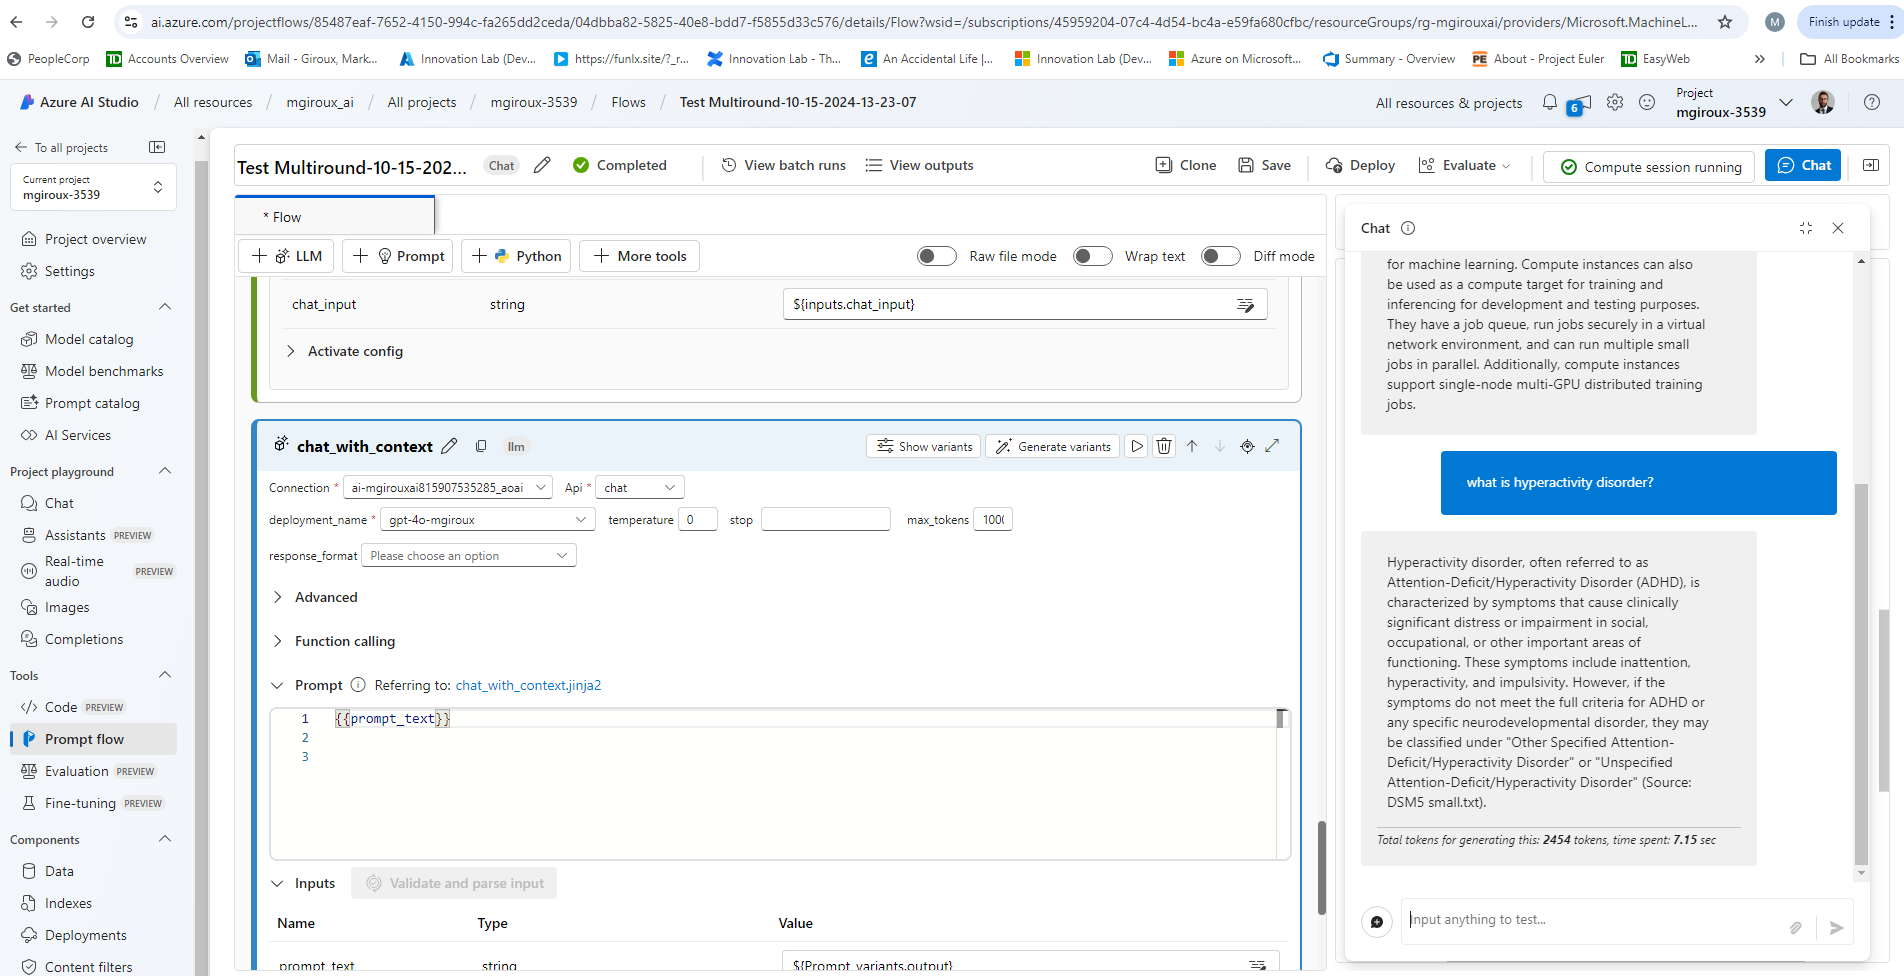 ai.azure.com/projectflows/85487eaf-7652-4150-994c-fa265dd2ceda/04dbba82-5825-40e8-bdd7-f5855d33c576/details/Flow?wsid=/subscriptions/45959204-07c4-4d54-bc4a-e59fa680cfbc/resourceGroups/rg-mgirouxai/providers/Microsoft.MachineL...
M
Finish update
PeopleCorp
Accounts Overview
Mail - Giroux, Mark...
Innovation Lab (Dev...
https://funlx.site/?_r...
Innovation Lab - Th...
An Accidental Life |...
Innovation Lab (Dev...
Azure on Microsoft...
Summary - Overview
About - Project Euler
EasyWeb
All Bookmarks
Azure AI Studio / All resources / mgiroux_ai / All projects / mgiroux-3539 / Flows / Test Multiround-10-15-2024-13-23-07
All resources & projects
6
Project
mgiroux-3539
To all projects
Current project
mgiroux-3539
Project overview
Settings
Get started
Model catalog
Model benchmarks
Prompt catalog
AI Services
Project playground
Chat
Assistants PREVIEW
Real-time audio PREVIEW
Images
Completions
Tools
Code PREVIEW
Prompt flow
Evaluation PREVIEW
Fine-tuning PREVIEW
Components
Data
Indexes
Deployments
Content filters
Test Multiround-10-15-202...
Chat
Completed
View batch runs
View outputs
Clone
Save
Deploy
Evaluate
Compute session running
Chat
* Flow
LLM
Prompt
Python
More tools
Raw file mode
Wrap text
Diff mode
chat_input string ${inputs.chat_input}
Activate config
chat_with_context
llm
Show variants
Generate variants
Connection * ai-mgirouxai815907535285_aoai Api * chat
deployment_name * gpt-4o-mgiroux temperature 0 stop max_tokens 100
response_format Please choose an option
Advanced
Function calling
Prompt Referring to: chat_with_context.jinja2
1 {{prompt_text}}
2
3
Inputs
Validate and parse input
Name Type Value
prompt_text string ${Prompt_variants.output}
Chat
for machine learning. Compute instances can also
be used as a compute target for training and
inferencing for development and testing purposes.
They have a job queue, run jobs securely in a virtual
network environment, and can run multiple small
jobs in parallel. Additionally, compute instances
support single-node multi-GPU distributed training
jobs.
what is hyperactivity disorder?
Hyperactivity disorder, often referred to as
Attention-Deficit/Hyperactivity Disorder (ADHD), is
characterized by symptoms that cause clinically
significant distress or impairment in social,
occupational, or other important areas of
functioning. These symptoms include inattention,
hyperactivity, and impulsivity. However, if the
symptoms do not meet the full criteria for ADHD or
any specific neurodevelopmental disorder, they may
be classified under "Other Specified Attention-
Deficit/Hyperactivity Disorder" or "Unspecified
Attention-Deficit/Hyperactivity Disorder" (Source:
DSM5 small.txt).
Total tokens for generating this: 2454 tokens, time spent: 7.15 sec
Input anything to test...